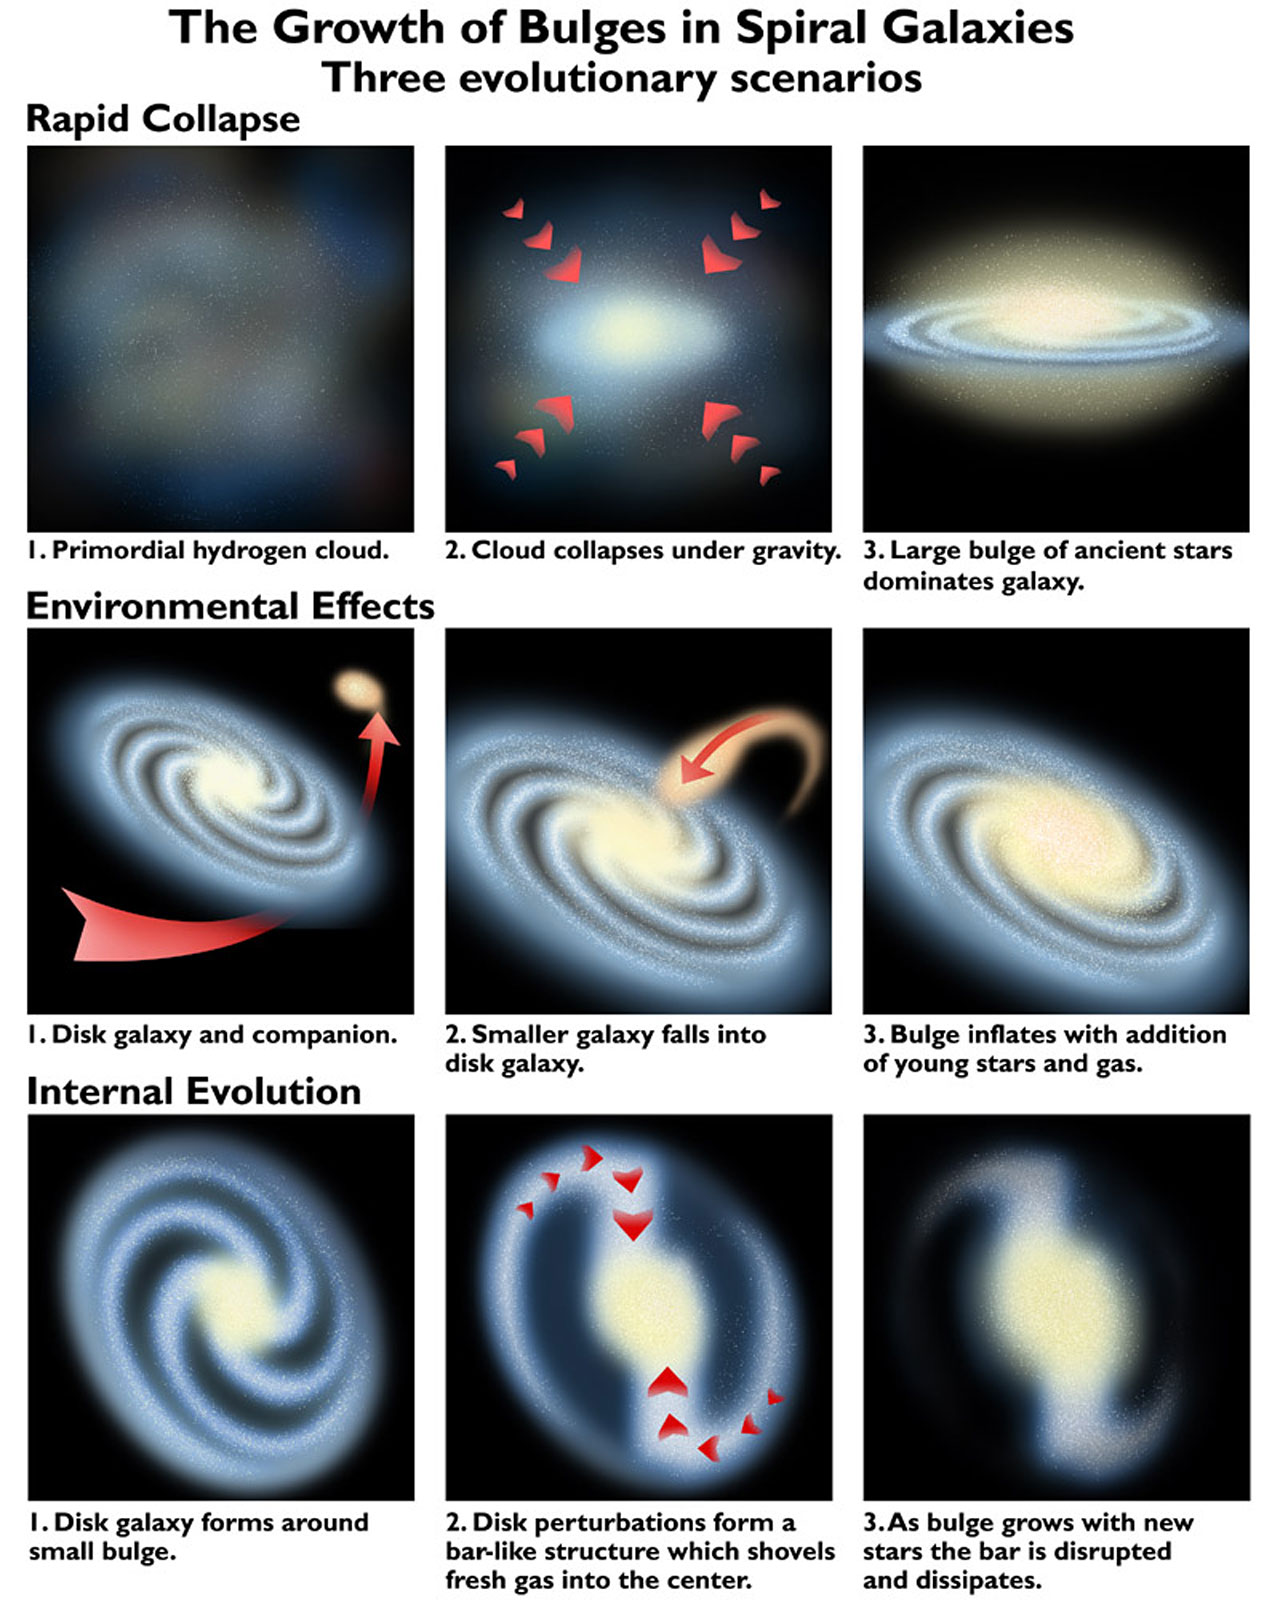 The Growth of Bulges in Spiral Galaxies
Three evolutionary scenarios
Rapid Collapse
1. Primordial hydrogen cloud.
2. Cloud collapses under gravity.
3. Large bulge of ancient stars
dominates galaxy.
Environmental Effects
1. Disk galaxy and companion.
2. Smaller galaxy falls into
disk galaxy.
3. Bulge inflates with addition
of young stars and gas.
Internal Evolution
1. Disk galaxy forms around
small bulge.
2. Disk perturbations form a
bar-like structure which shovels
fresh gas into the center.
3. As bulge grows with new
stars the bar is disrupted
and dissipates.